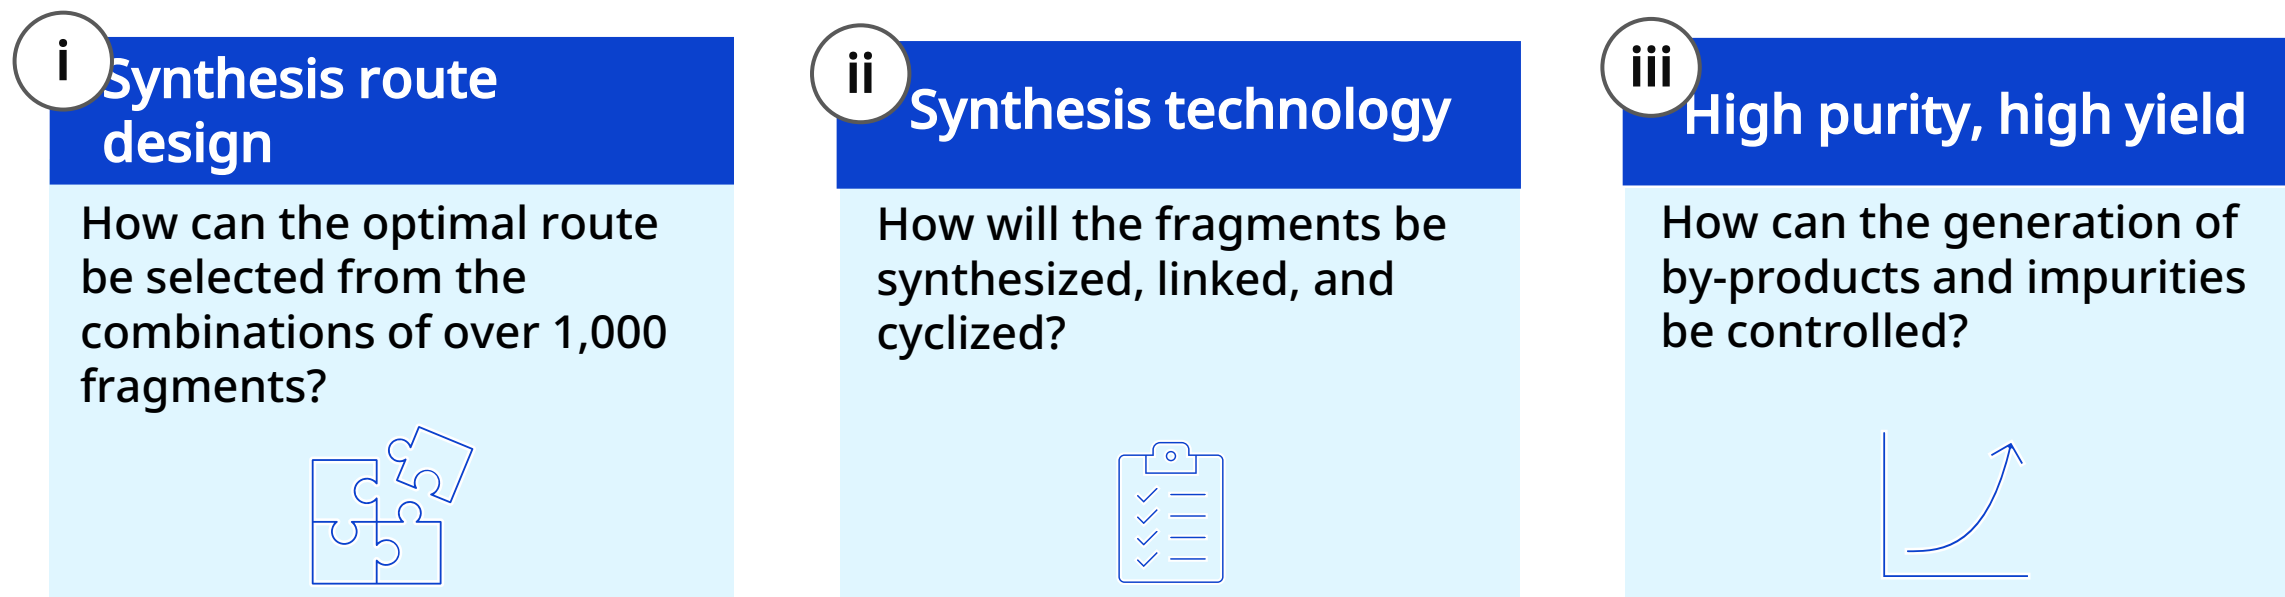 i
Synthesis route
design
How can the optimal route
be selected from the
combinations of over 1,000
fragments?
ii
Synthesis technology
How will the fragments be
synthesized, linked, and
cyclized?
iii
High purity, high yield
How can the generation of
by-products and impurities
be controlled?